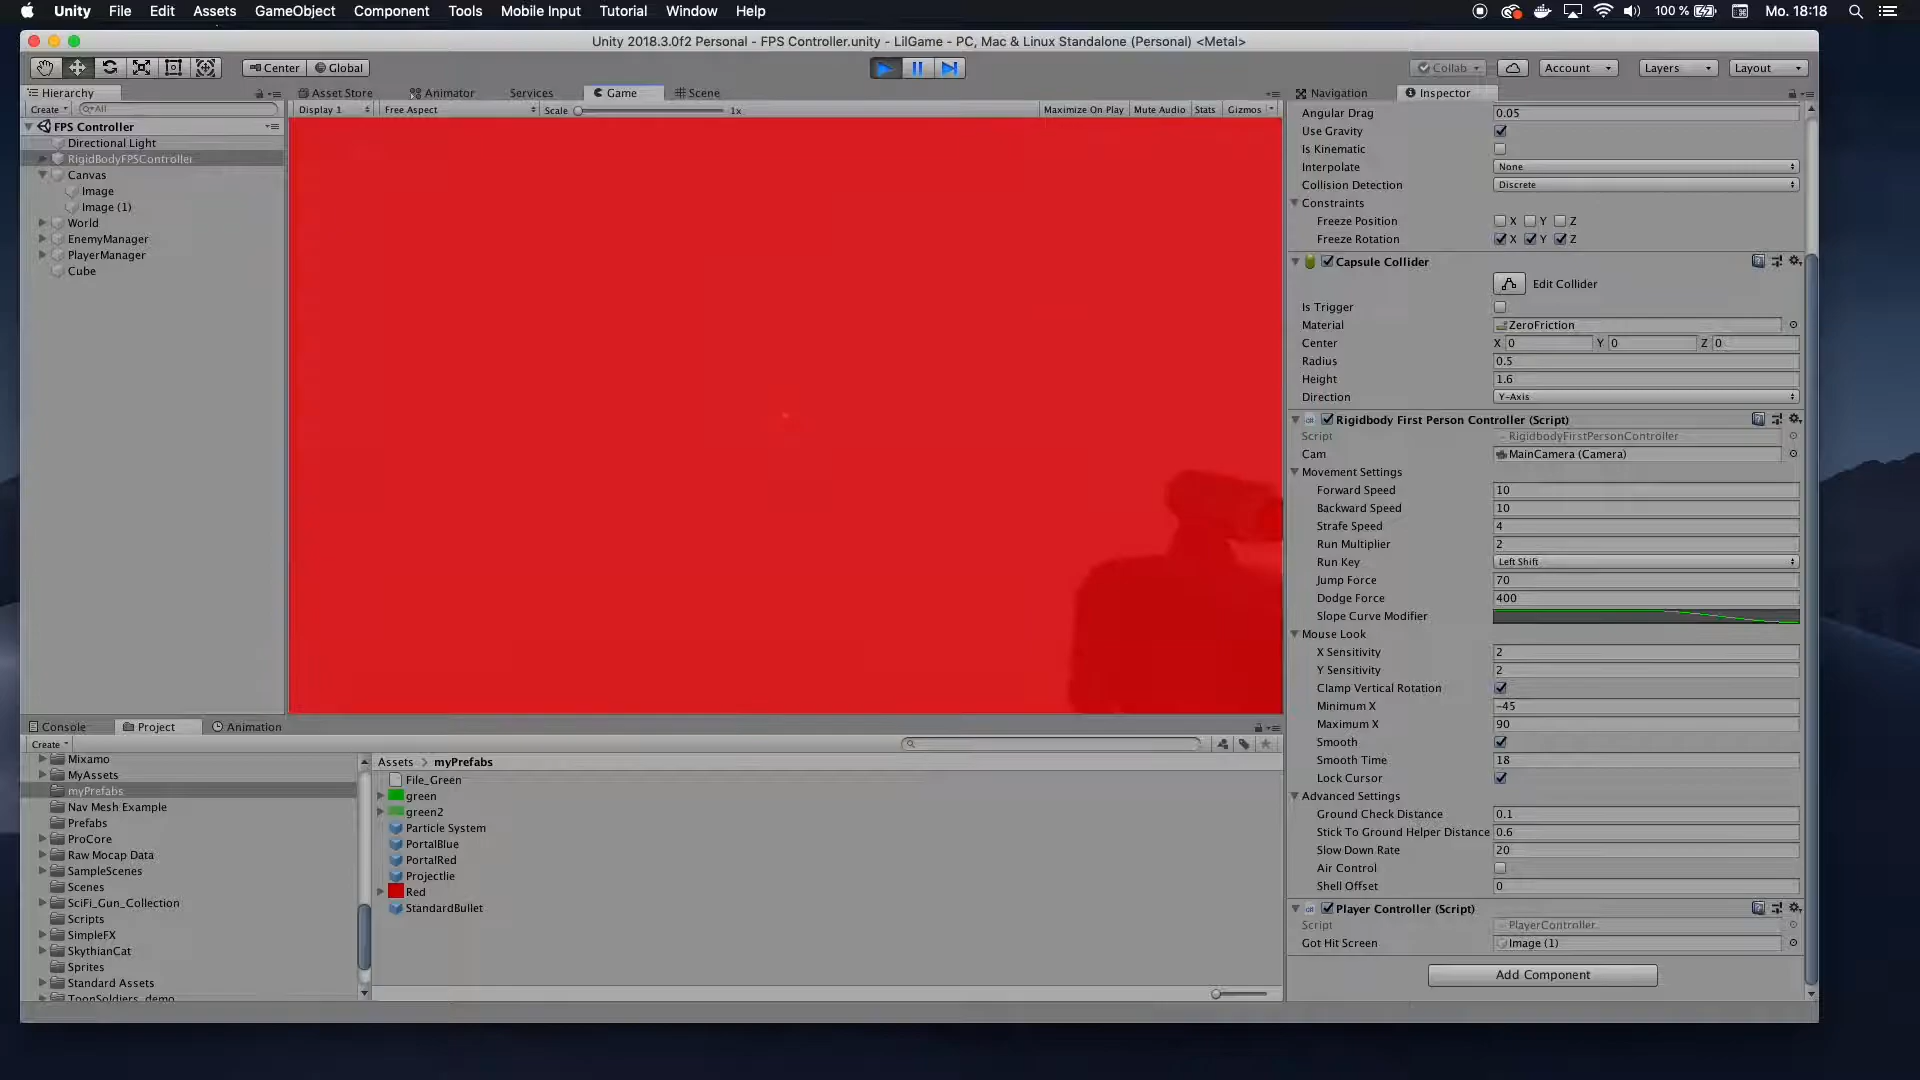 Unity File Edit Assets GameObject Component Tools Mobile Input Tutorial Window Help 100 % Mo. 18:18
Unity 2018.3.0f2 Personal - FPS Controller.unity - LilGame - PC, Mac & Linux Standalone (Personal) <Metal>
Center Global Collab Account Layers Layout
Hierarchy Asset Store Animator Services Game Scene Navigation Inspector
Create All Display 1 Free Aspect Scale 1x Maximize On Play Mute Audio Stats Gizmos
FPS Controller
Directional Light
RigidBodyFPSController
Canvas
Image
Image (1)
World
EnemyManager
PlayerManager
Cube
Angular Drag 0.05
Use Gravity
Is Kinematic
Interpolate None
Collision Detection Discrete
Constraints
Freeze Position X Y Z
Freeze Rotation X Y Z
Capsule Collider
Edit Collider
Is Trigger
Material ZeroFriction
Center X 0 Y 0 Z 0
Radius 0.5
Height 1.6
Direction Y-Axis
Rigidbody First Person Controller (Script)
Script RigidbodyFirstPersonController
Cam MainCamera (Camera)
Movement Settings
Forward Speed 10
Backward Speed 10
Strafe Speed 4
Run Multiplier 2
Run Key Left Shift
Jump Force 70
Dodge Force 400
Slope Curve Modifier
Mouse Look
X Sensitivity 2
Y Sensitivity 2
Clamp Vertical Rotation
Minimum X -45
Maximum X 90
Smooth
Smooth Time 18
Lock Cursor
Advanced Settings
Ground Check Distance 0.1
Stick To Ground Helper Distance 0.6
Slow Down Rate 20
Air Control
Shell Offset 0
Player Controller (Script)
Script PlayerController
Got Hit Screen Image (1)
Add Component
Console Project Animation
Create
Mixamo
MyAssets
myPrefabs
Nav Mesh Example
Prefabs
ProCore
Raw Mocap Data
SampleScenes
Scenes
SciFi_Gun_Collection
Scripts
SimpleFX
SkythianCat
Sprites
Standard Assets
ToonSoldiers_demo
Assets > myPrefabs
File_Green
green
green2
Particle System
PortalBlue
PortalRed
Projectlie
Red
StandardBullet